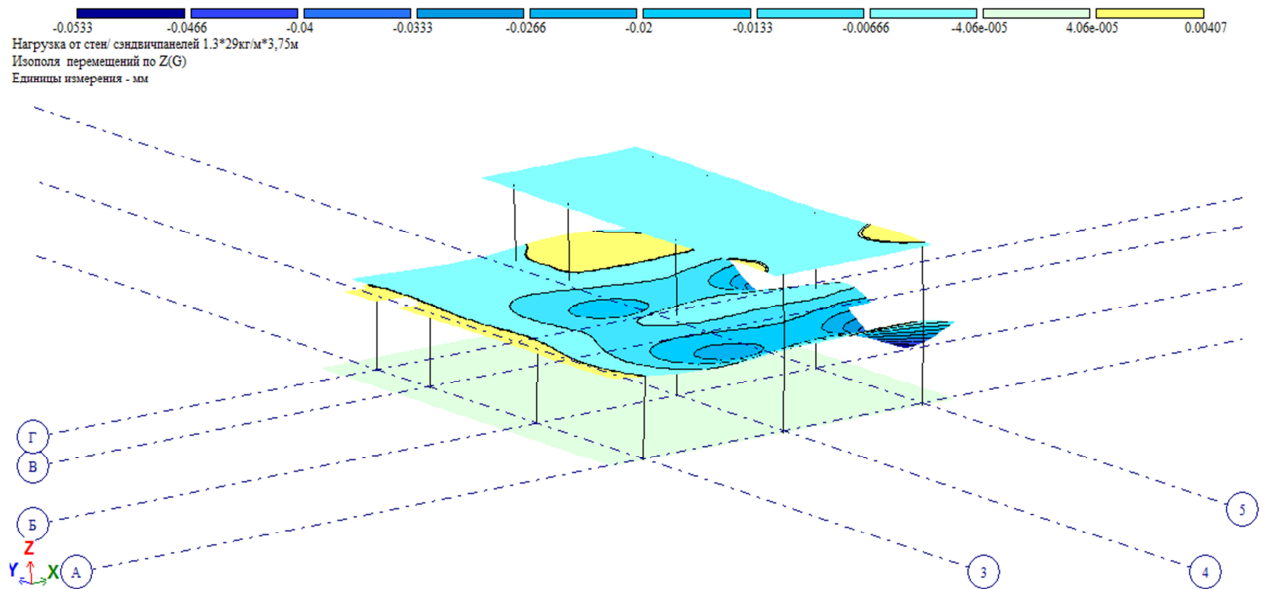 -0.0533 -0.0466 -0.04 -0.0333 -0.0266 -0.02 -0.0133 -0.00666 -4.06e-005 4.06e-005 0.00407
Нагрузка от стен/ сэндвичпанелей 1.3*29кг/м*3,75м
Изополя перемещений по Z(G)
Единицы измерения - мм
Г
В
Б
А
Z
Y
X
3
4
5